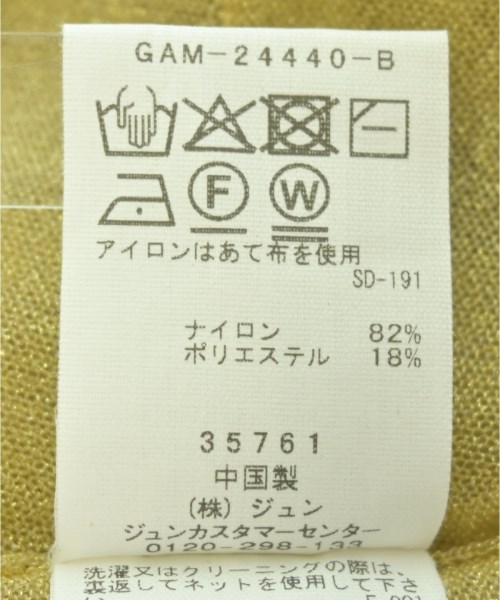 GAM-24440-B
F W
アイロンはあて布を使用
SD-191
ナイロン 82%
ポリエステル 18%
35761
中国製
(株) ジュン
ジュンカスタマーセンター
0120-298-133
洗濯又はクリーニングの際は、
裏返してネットを使用して下さ